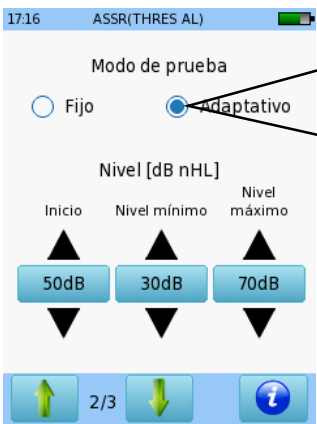 17:16 ASSR(THRES AL)
Modo de prueba
Fijo Adaptativo
Nivel [dB nHL]
Inicio Nivel mínimo Nivel máximo
50dB 30dB 70dB
2/3 i